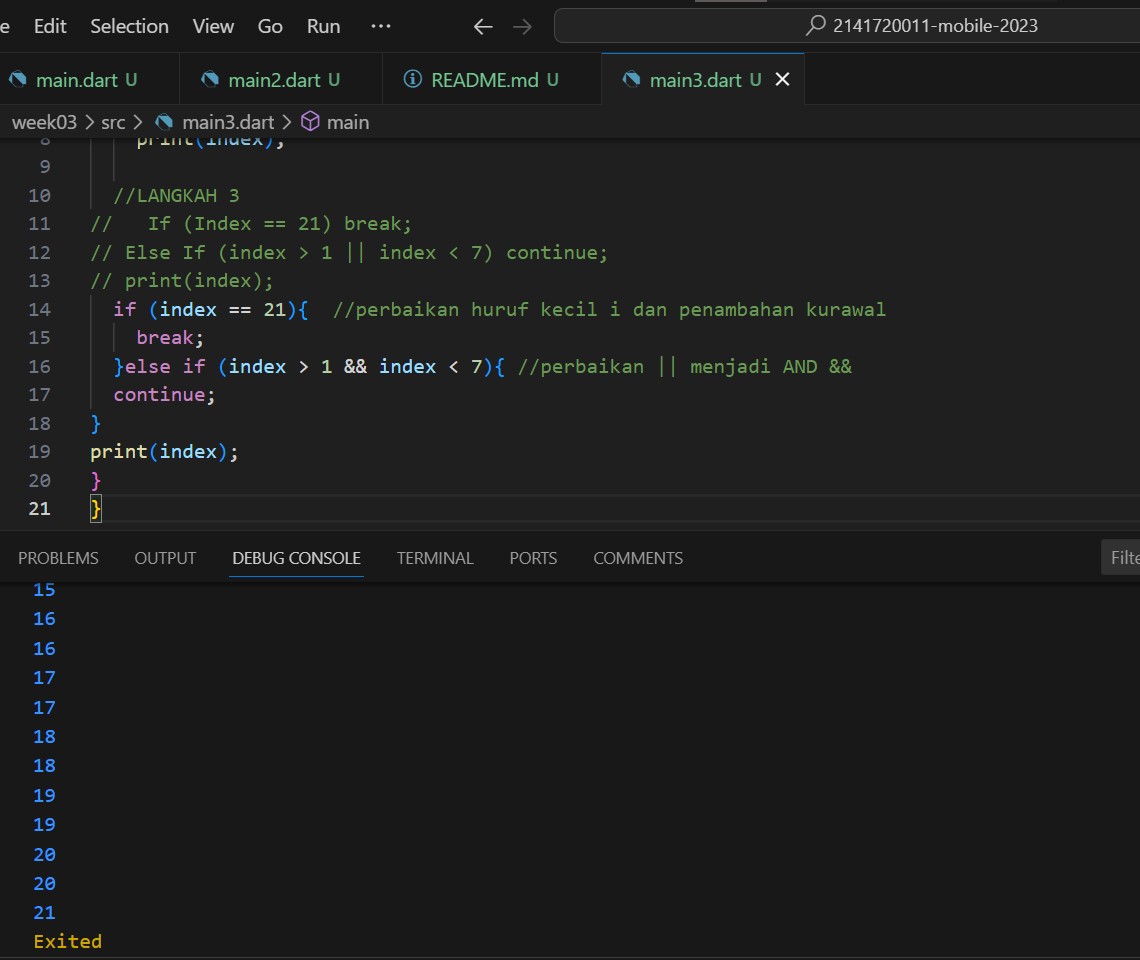 e Edit Selection View Go Run ··· ← → 2141720011-mobile-2023
main.dart U main2.dart U README.md U main3.dart U ×
week03 > src > main3.dart > main
8 print(index);
9
10 //LANGKAH 3
11 // If (Index == 21) break;
12 // Else If (index > 1 || index < 7) continue;
13 // print(index);
14 if (index == 21){ //perbaikan huruf kecil i dan penambahan kurawal
15 break;
16 }else if (index > 1 && index < 7){ //perbaikan || menjadi AND &&
17 continue;
18 }
19 print(index);
20 }
21 }
PROBLEMS OUTPUT DEBUG CONSOLE TERMINAL PORTS COMMENTS Filte
15
16
16
17
17
18
18
19
19
20
20
21
Exited